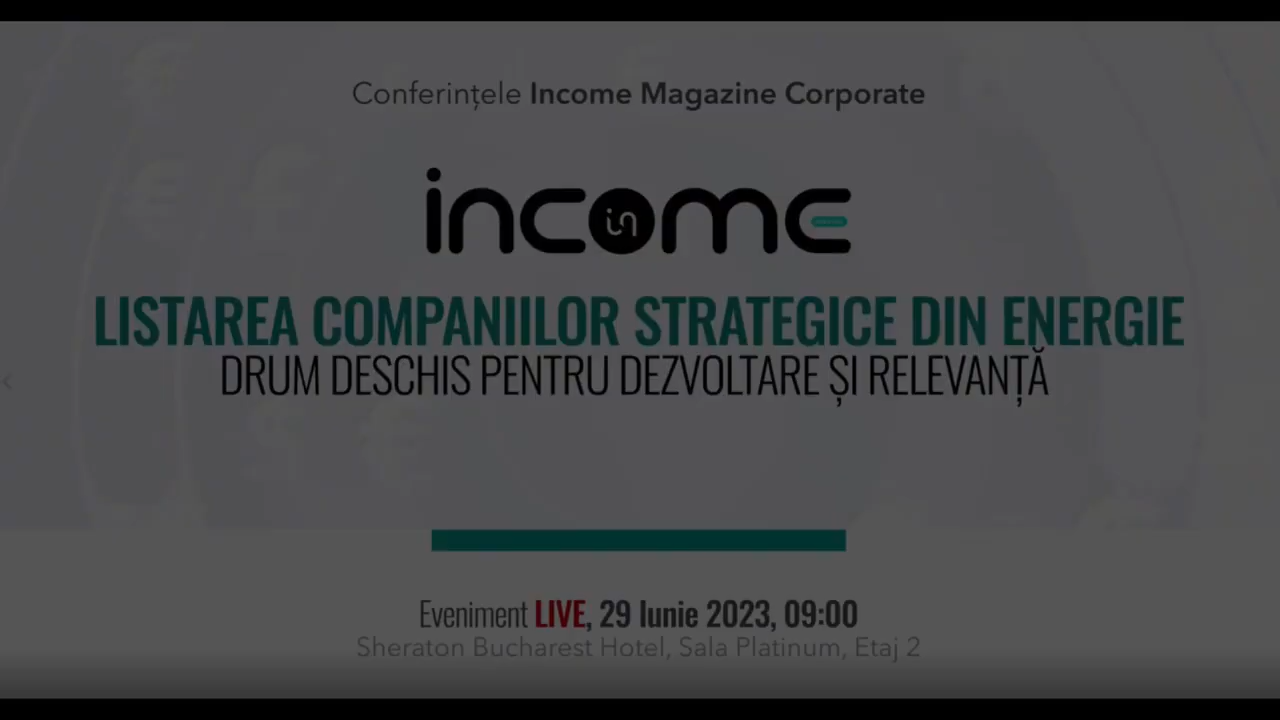 Conferințele Income Magazine Corporate
income
in
LISTAREA COMPANIILOR STRATEGICE DIN ENERGIE
DRUM DESCHIS PENTRU DEZVOLTARE ȘI RELEVANȚĂ
Eveniment LIVE, 29 Iunie 2023, 09:00
Sheraton Bucharest Hotel, Sala Platinum, Etaj 2